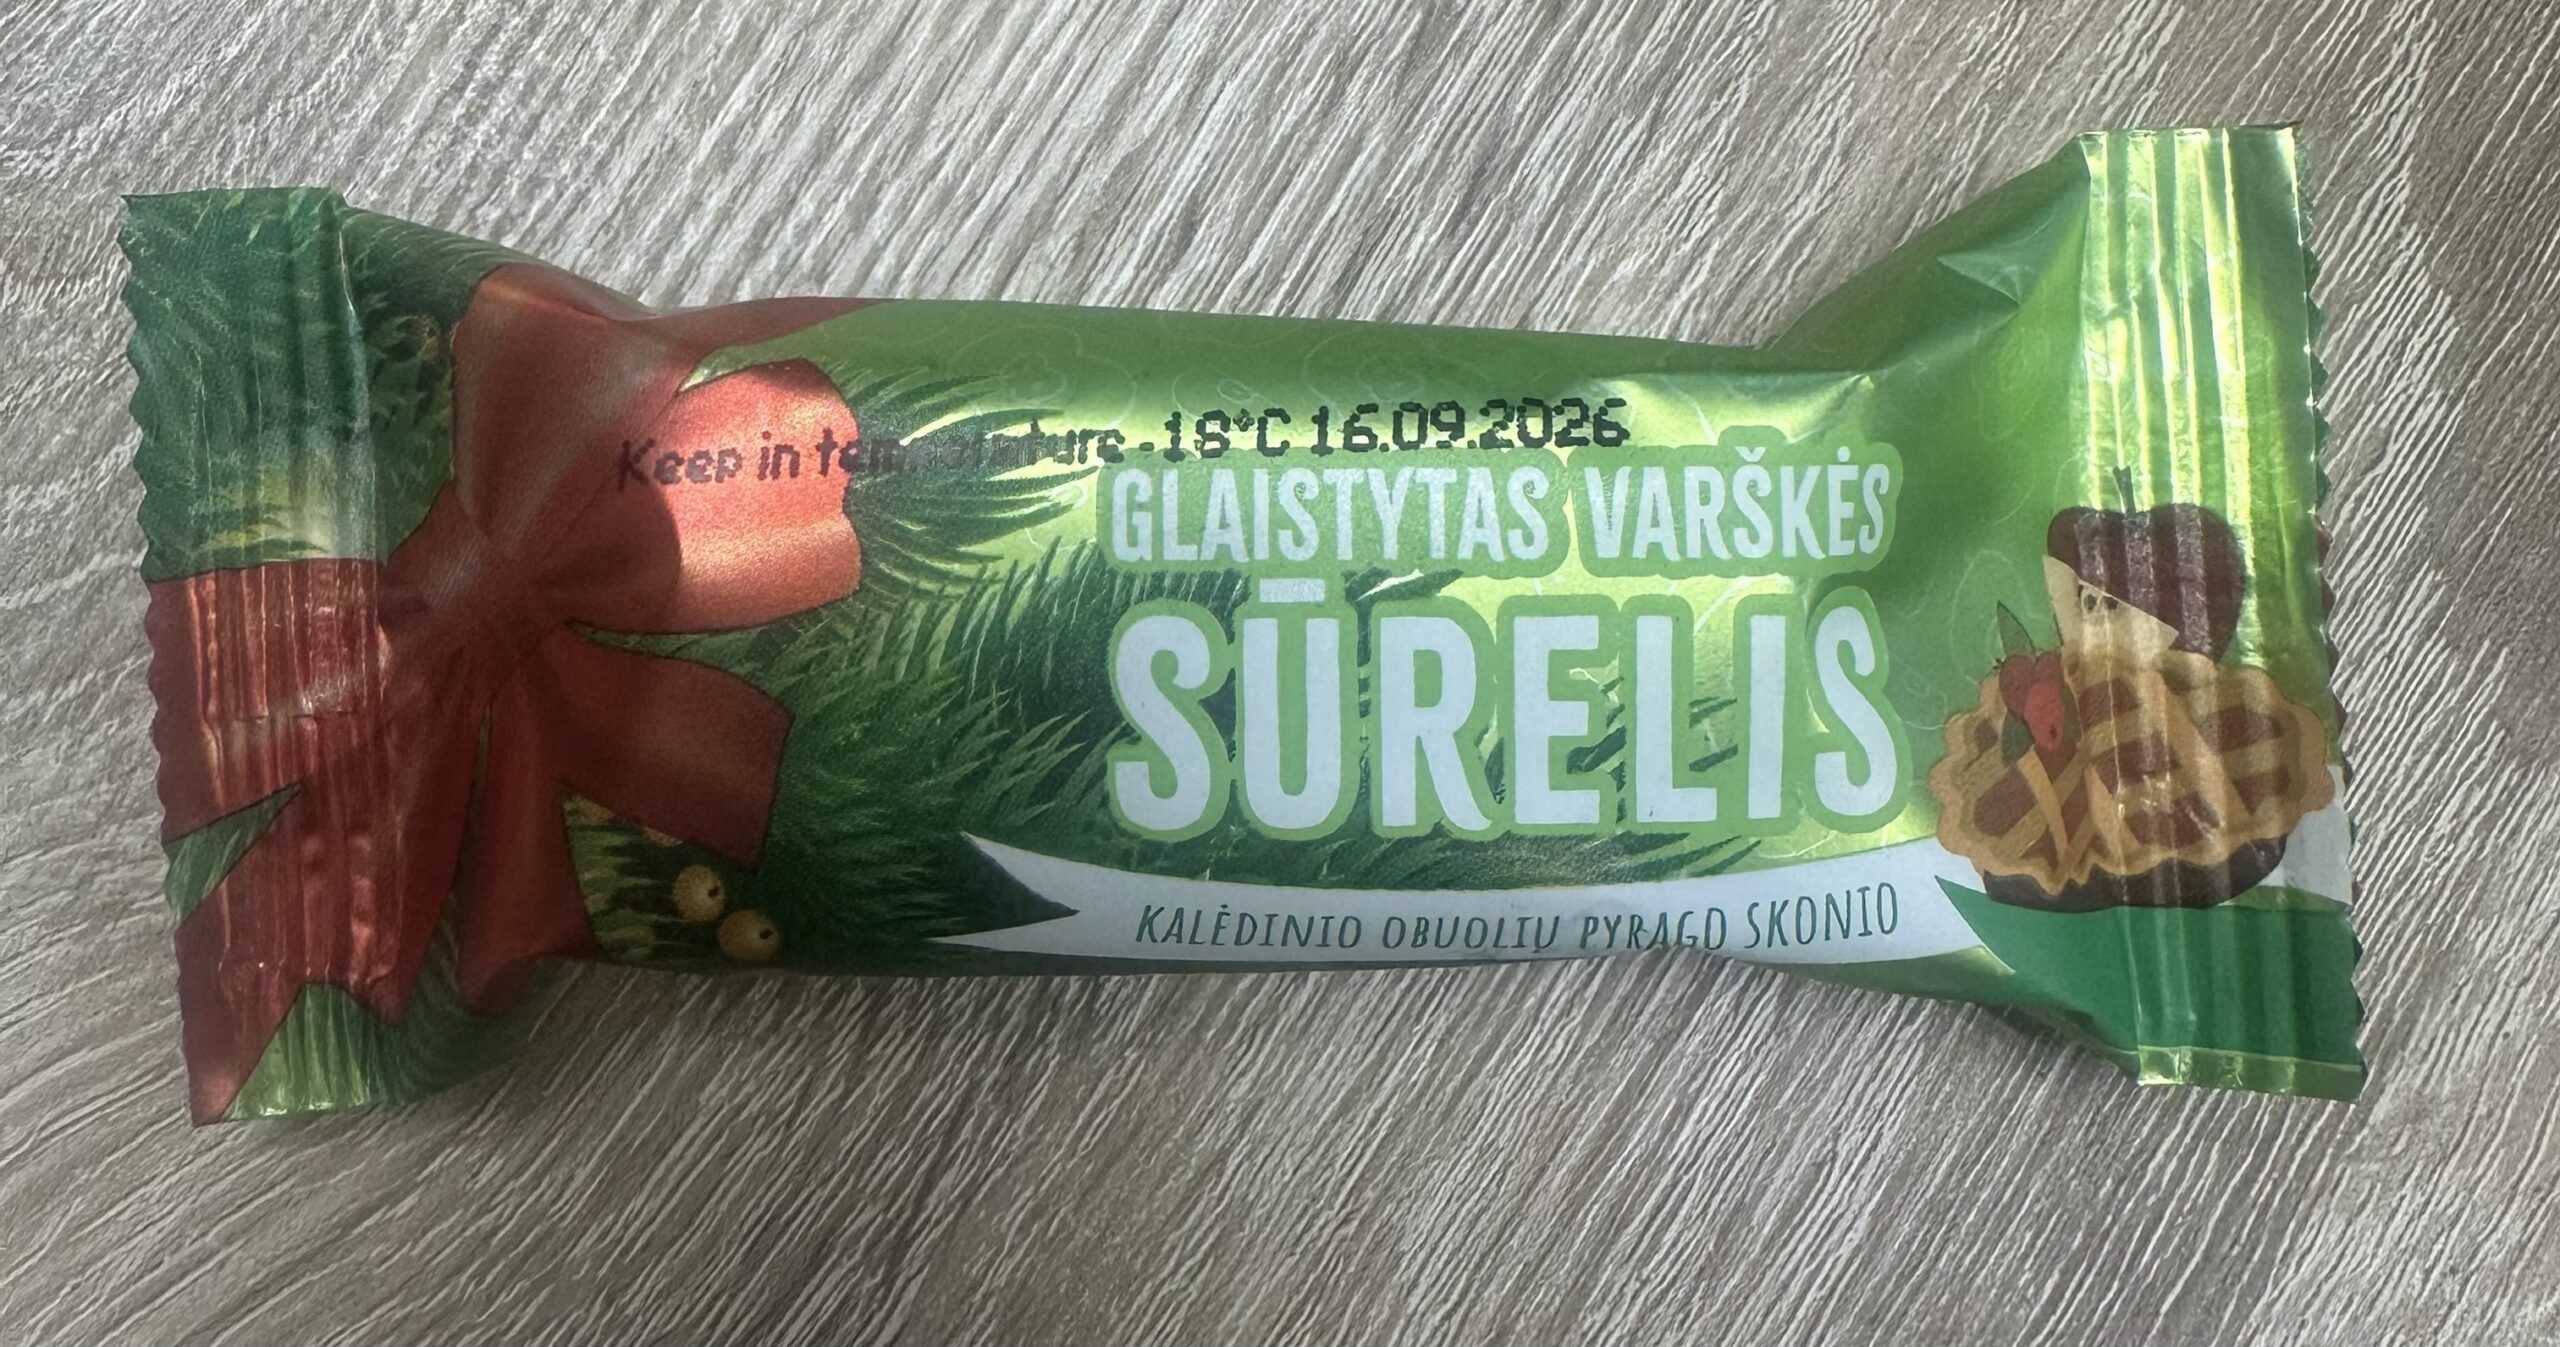 Keep in temperature -18°C 16.09.2026
GLAISTYTAS VARŠKĖS
SŪRELIS
KALĖDINIO OBUOLIŲ PYRAGO SKONIO